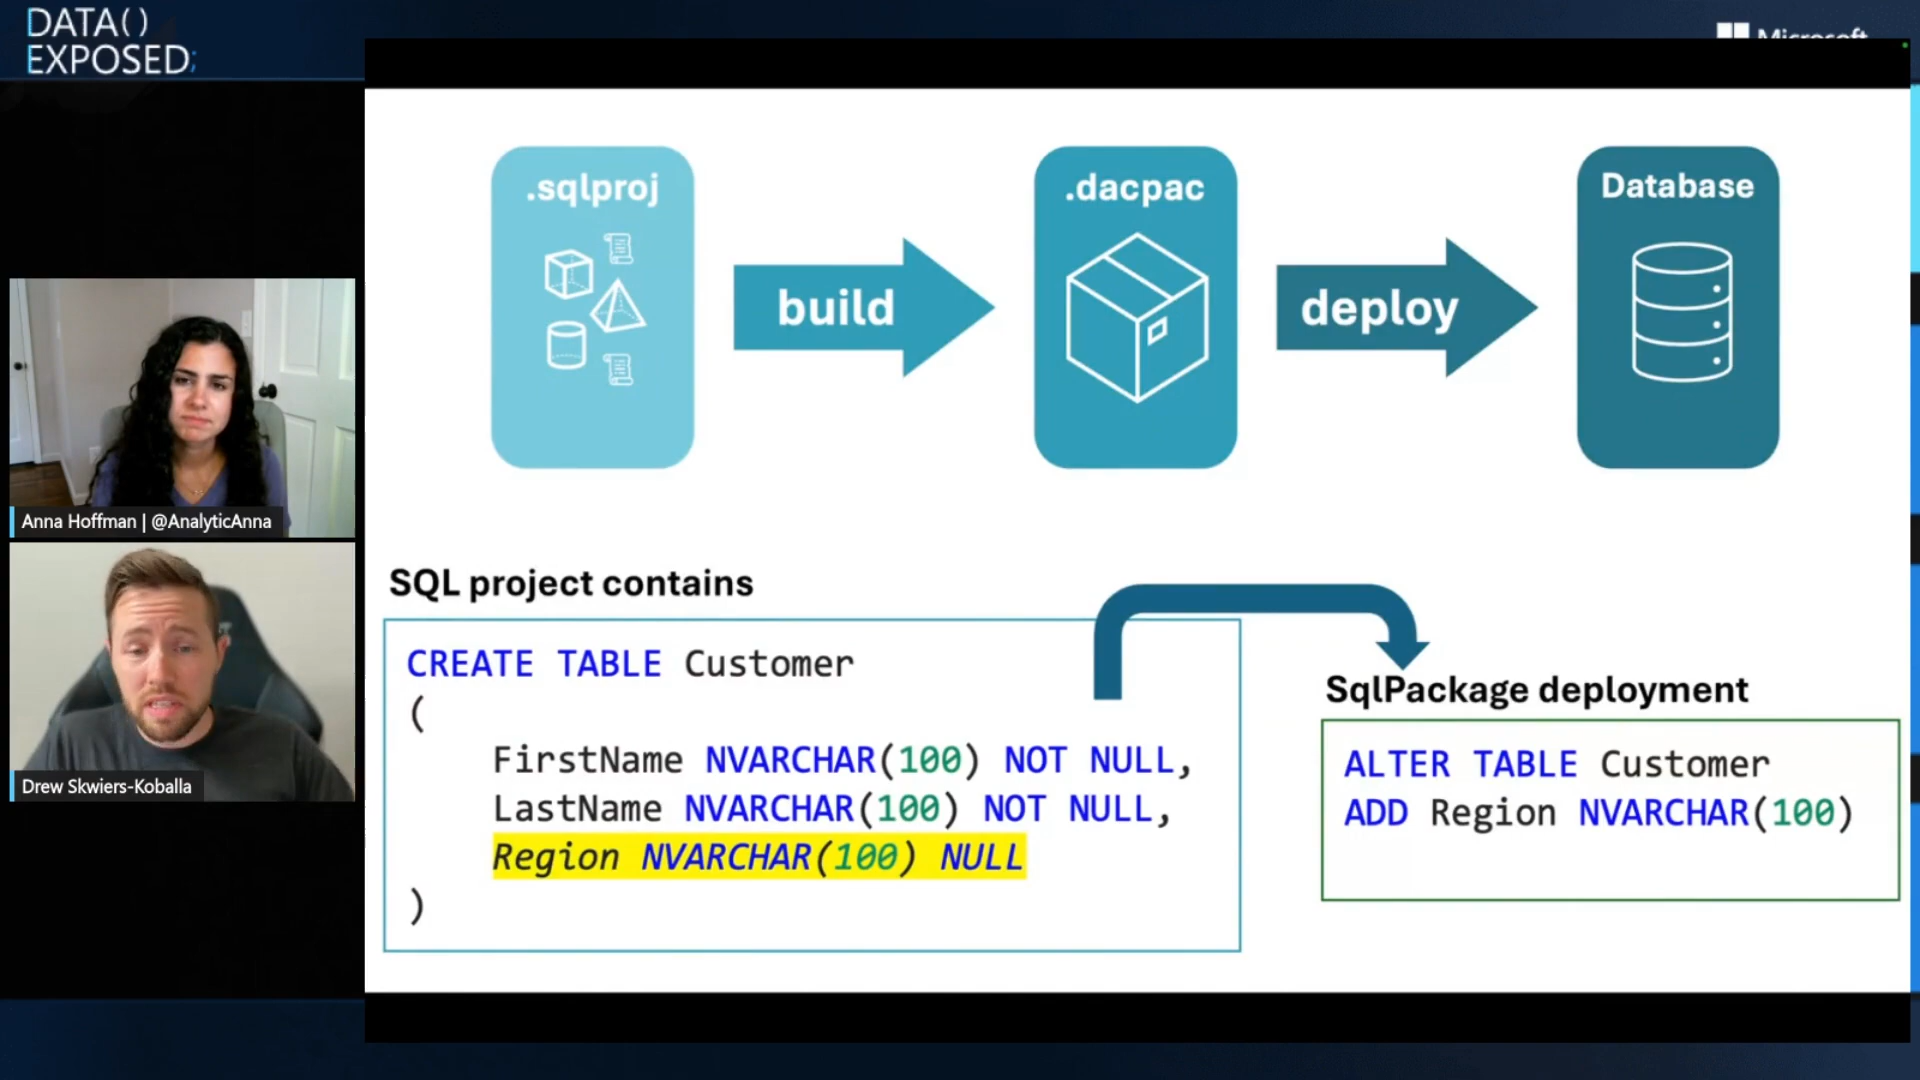 DATA()
EXPOSED;
Microsoft
.sqlproj
build
.dacpac
deploy
Database
Anna Hoffman | @AnalyticAnna
Drew Skwiers-Koballa
SQL project contains
CREATE TABLE Customer
(
FirstName NVARCHAR(100) NOT NULL,
LastName NVARCHAR(100) NOT NULL,
Region NVARCHAR(100) NULL
)
SqlPackage deployment
ALTER TABLE Customer
ADD Region NVARCHAR(100)